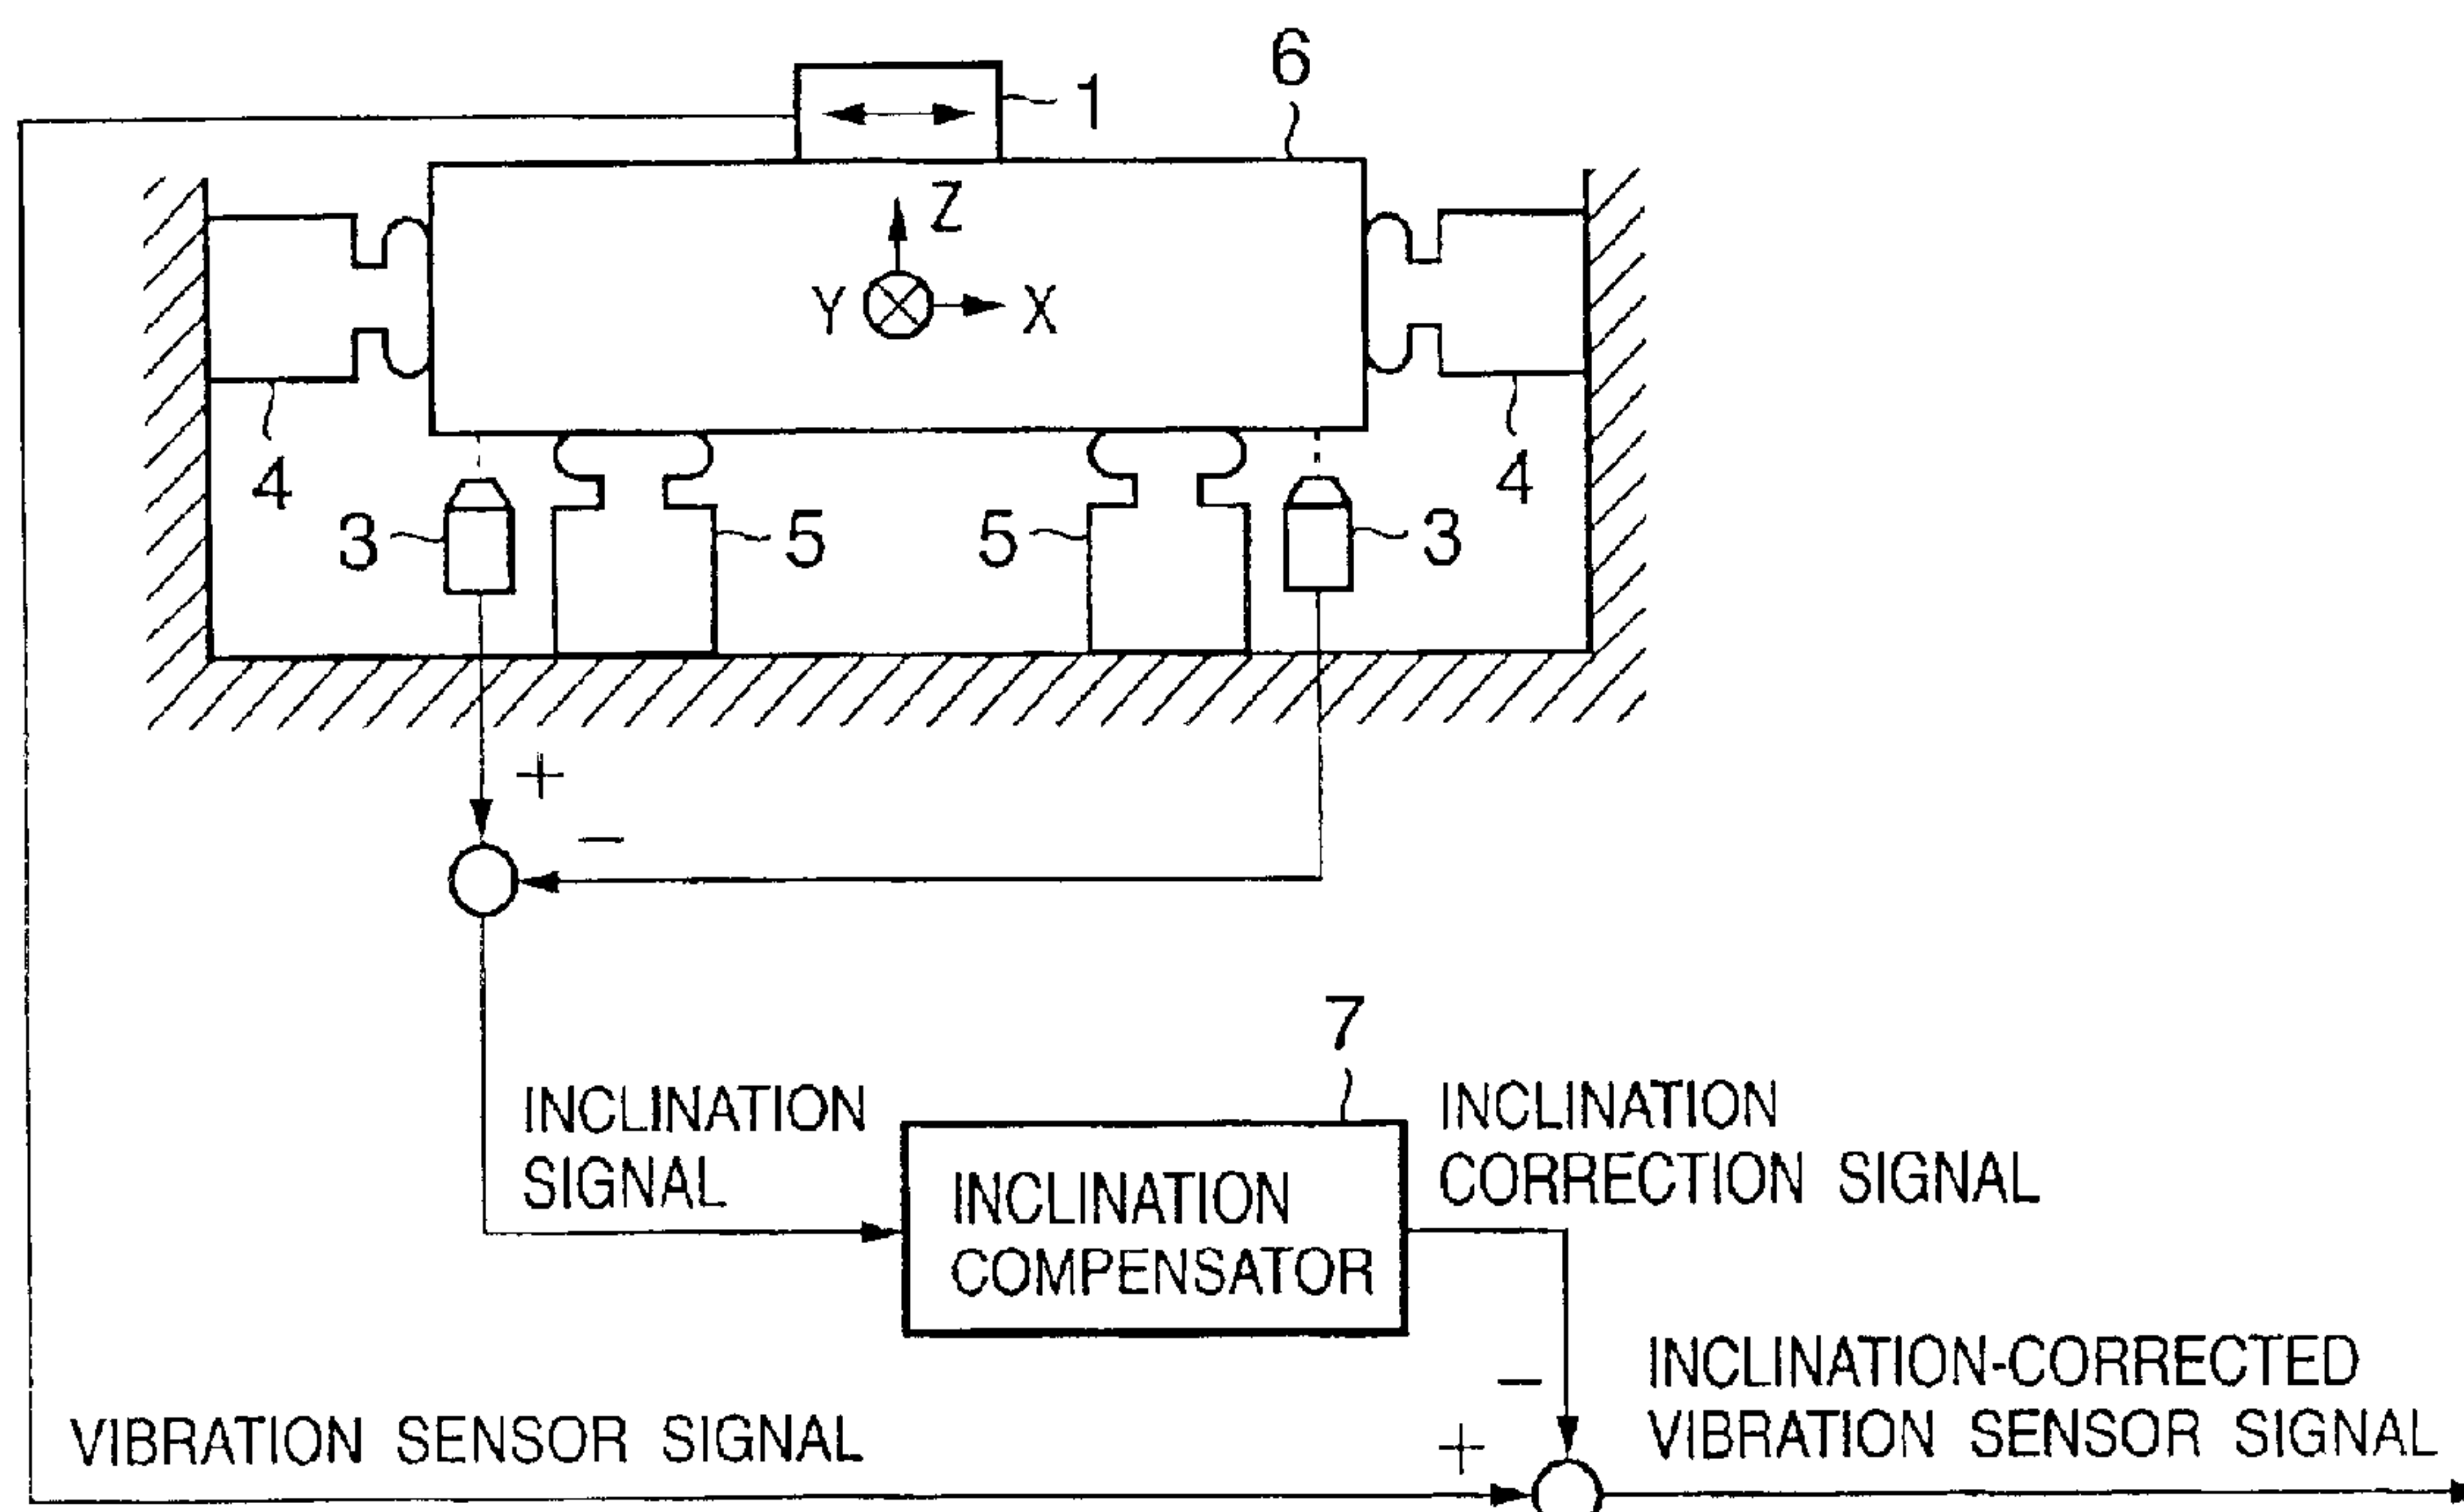 6
1
Z
Y
X
4
4
3
5
5
3
+
−
7
INCLINATION
SIGNAL
INCLINATION
COMPENSATOR
INCLINATION
CORRECTION SIGNAL
−
INCLINATION-CORRECTED
VIBRATION SENSOR SIGNAL
VIBRATION SENSOR SIGNAL
+